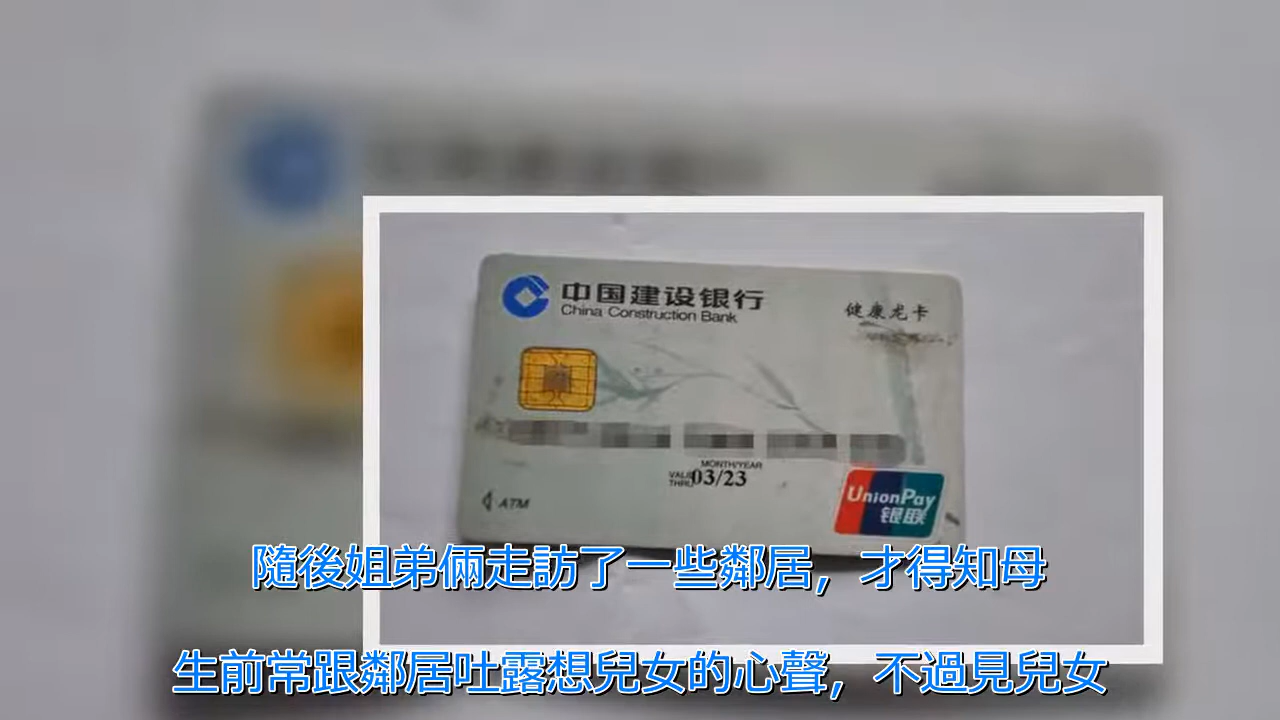 中国建设银行
China Construction Bank
健康龙卡
MONTH/YEAR
VALID
THRU
03/23
ATM
UnionPay
银联
隨後姐弟倆走訪了一些鄰居，才得知母
生前常跟鄰居吐露想兒女的心聲，不過見兒女